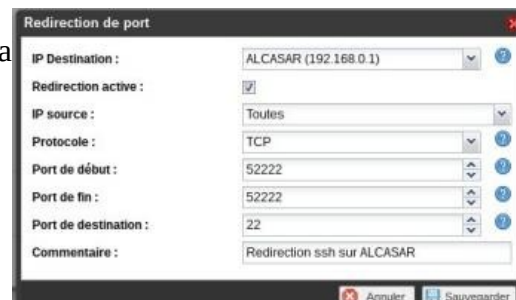 Redirection de port
a
IP Destination : ALCASAR (192.168.0.1)
Redirection active :
IP source : Toutes
Protocole : TCP
Port de début : 52222
Port de fin : 52222
Port de destination : 22
Commentaire : Redirection ssh sur ALCASAR
Annuler Sauvegarder